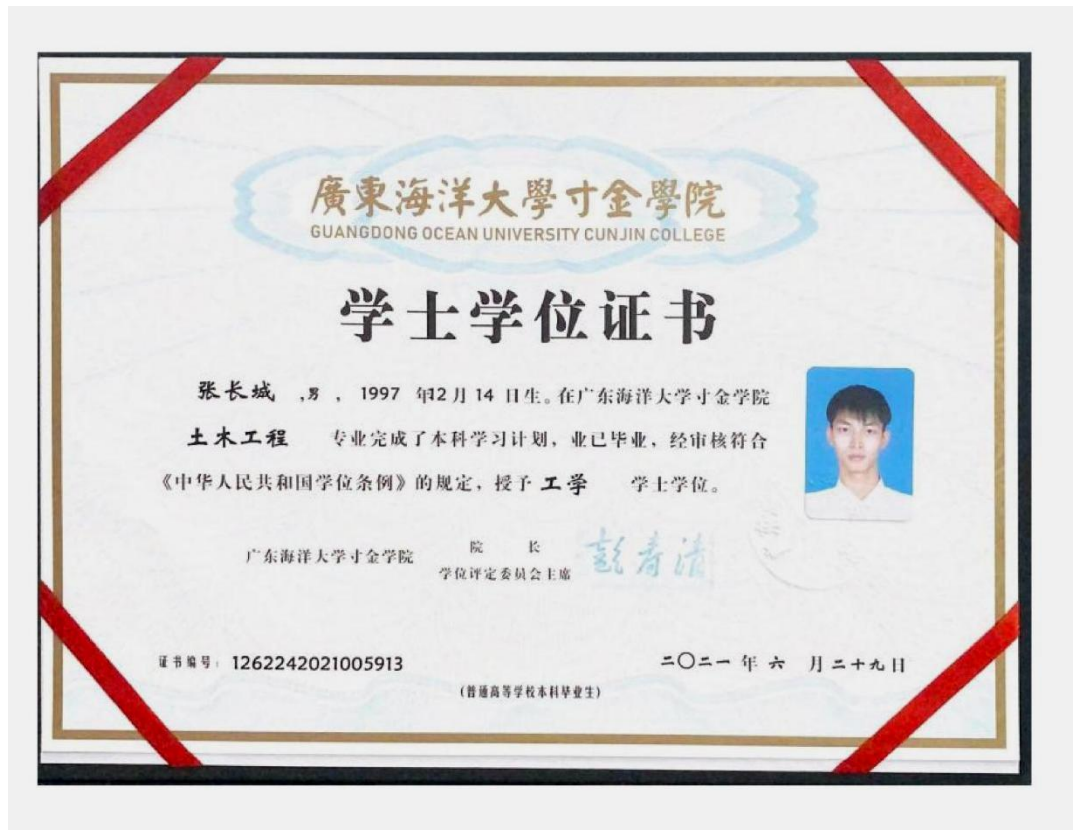 廣東海洋大學寸金學院
GUANGDONG OCEAN UNIVERSITY CUNJIN COLLEGE
学士学位证书
张长城 ,男 , 1997 年12月 14 日生。在广东海洋大学寸金学院
土木工程 专业完成了本科学习计划，业已毕业，经审核符合
《中华人民共和国学位条例》的规定，授予 工学 学士学位。
广东海洋大学寸金学院
院 长
学位评定委员会主席
彭寿清
证书编号: 1262242021005913
二〇二一 年 六 月二十九日
(普通高等学校本科毕业生)